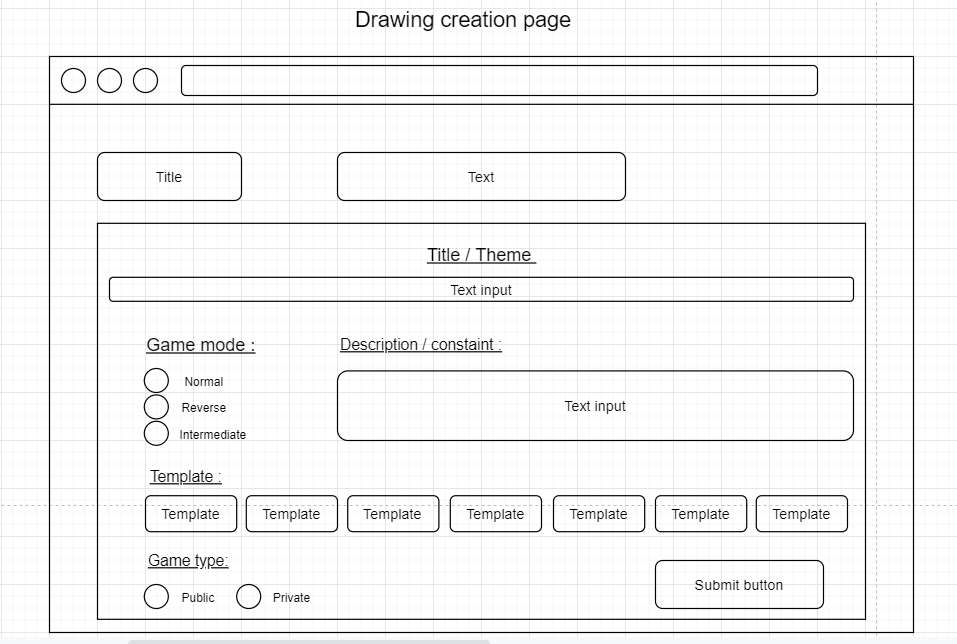 Drawing creation page
Title
Text
Title / Theme
Text input
Game mode :
Description / constaint :
Normal
Reverse
Intermediate
Text input
Template :
Template Template Template Template Template Template Template
Game type:
Public
Private
Submit button